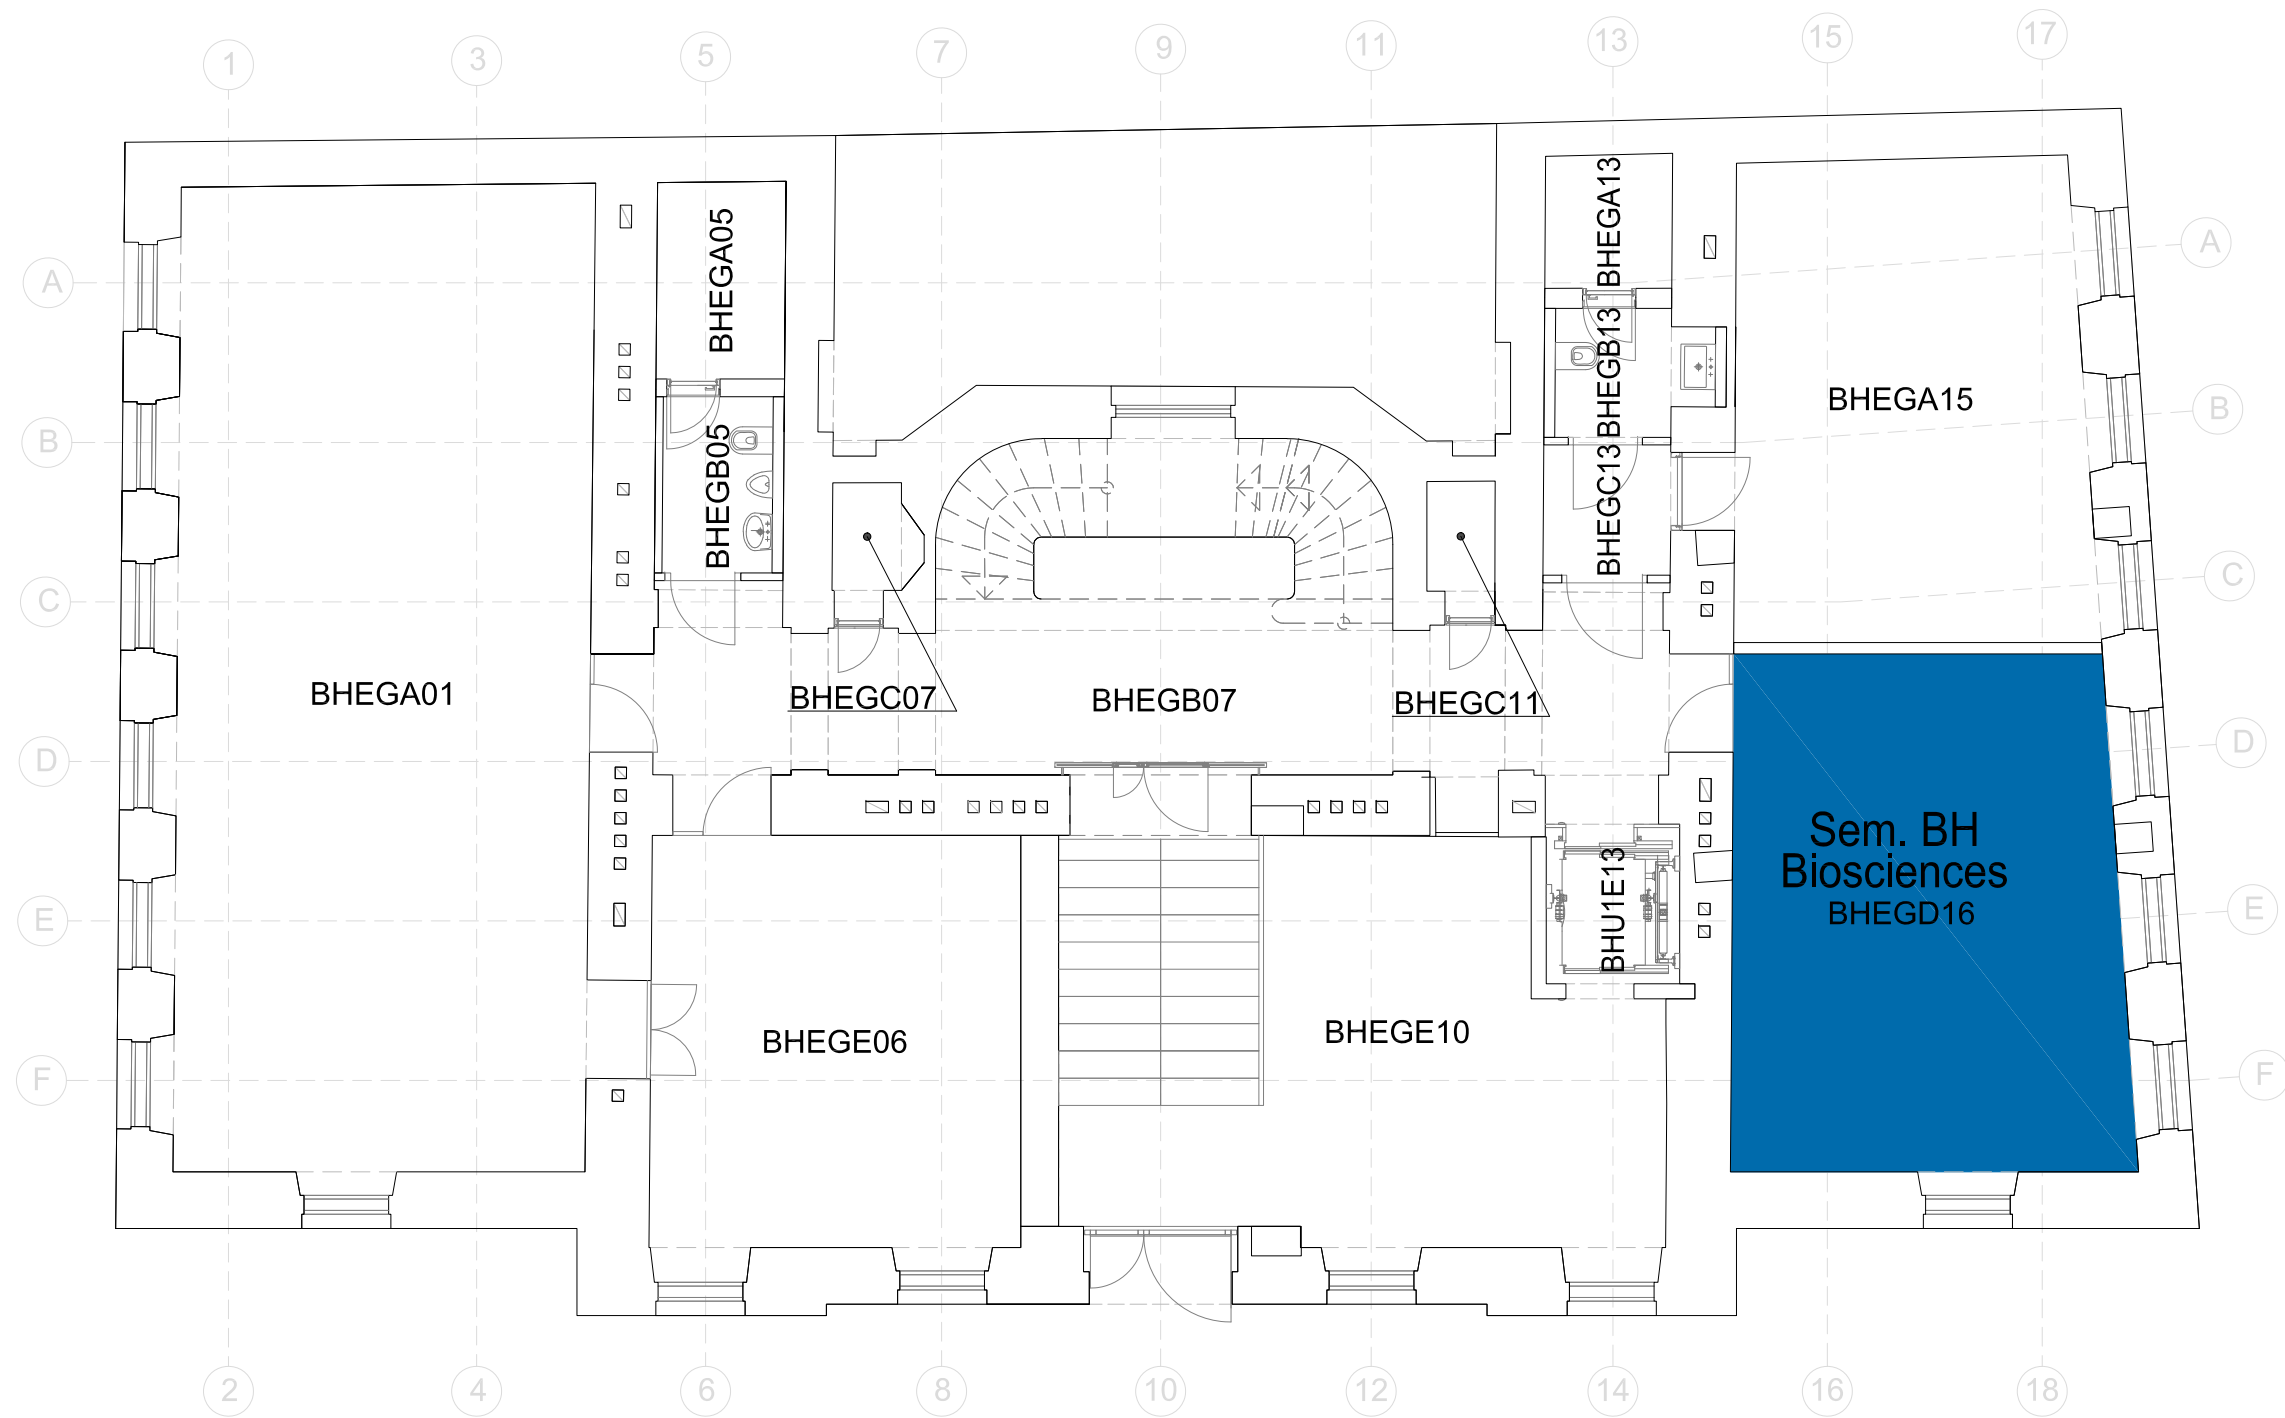 1 3 5 7 9 11 13 15 17
A
A
B
B
C
C
D
D
E
E
F
F
BHEGA01
BHEGA05
BHEGB05
BHEGC07
BHEGB07
BHEGC11
BHEGA13
BHEGB13
BHEGC13
BHEGA15
BHEGE06
BHEGE10
BHU1E13
Sem. BH
Biosciences
BHEGD16
2 4 6 8 10 12 14 16 18